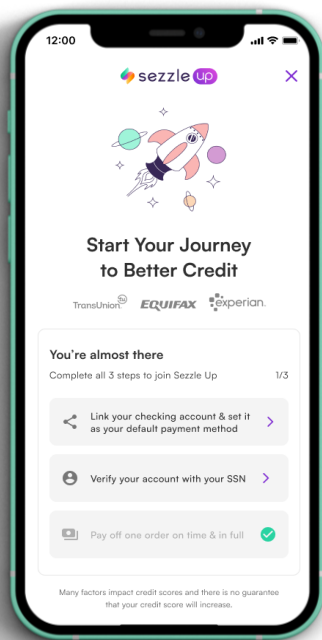 12:00
sezzle up
Start Your Journey
to Better Credit
TransUnion tu
EQUIFAX
experian.
You're almost there
Complete all 3 steps to join Sezzle Up
1/3
Link your checking account & set it
as your default payment method
Verify your account with your SSN
Pay off one order on time & in full
Many factors impact credit scores and there is no guarantee
that your credit score will increase.